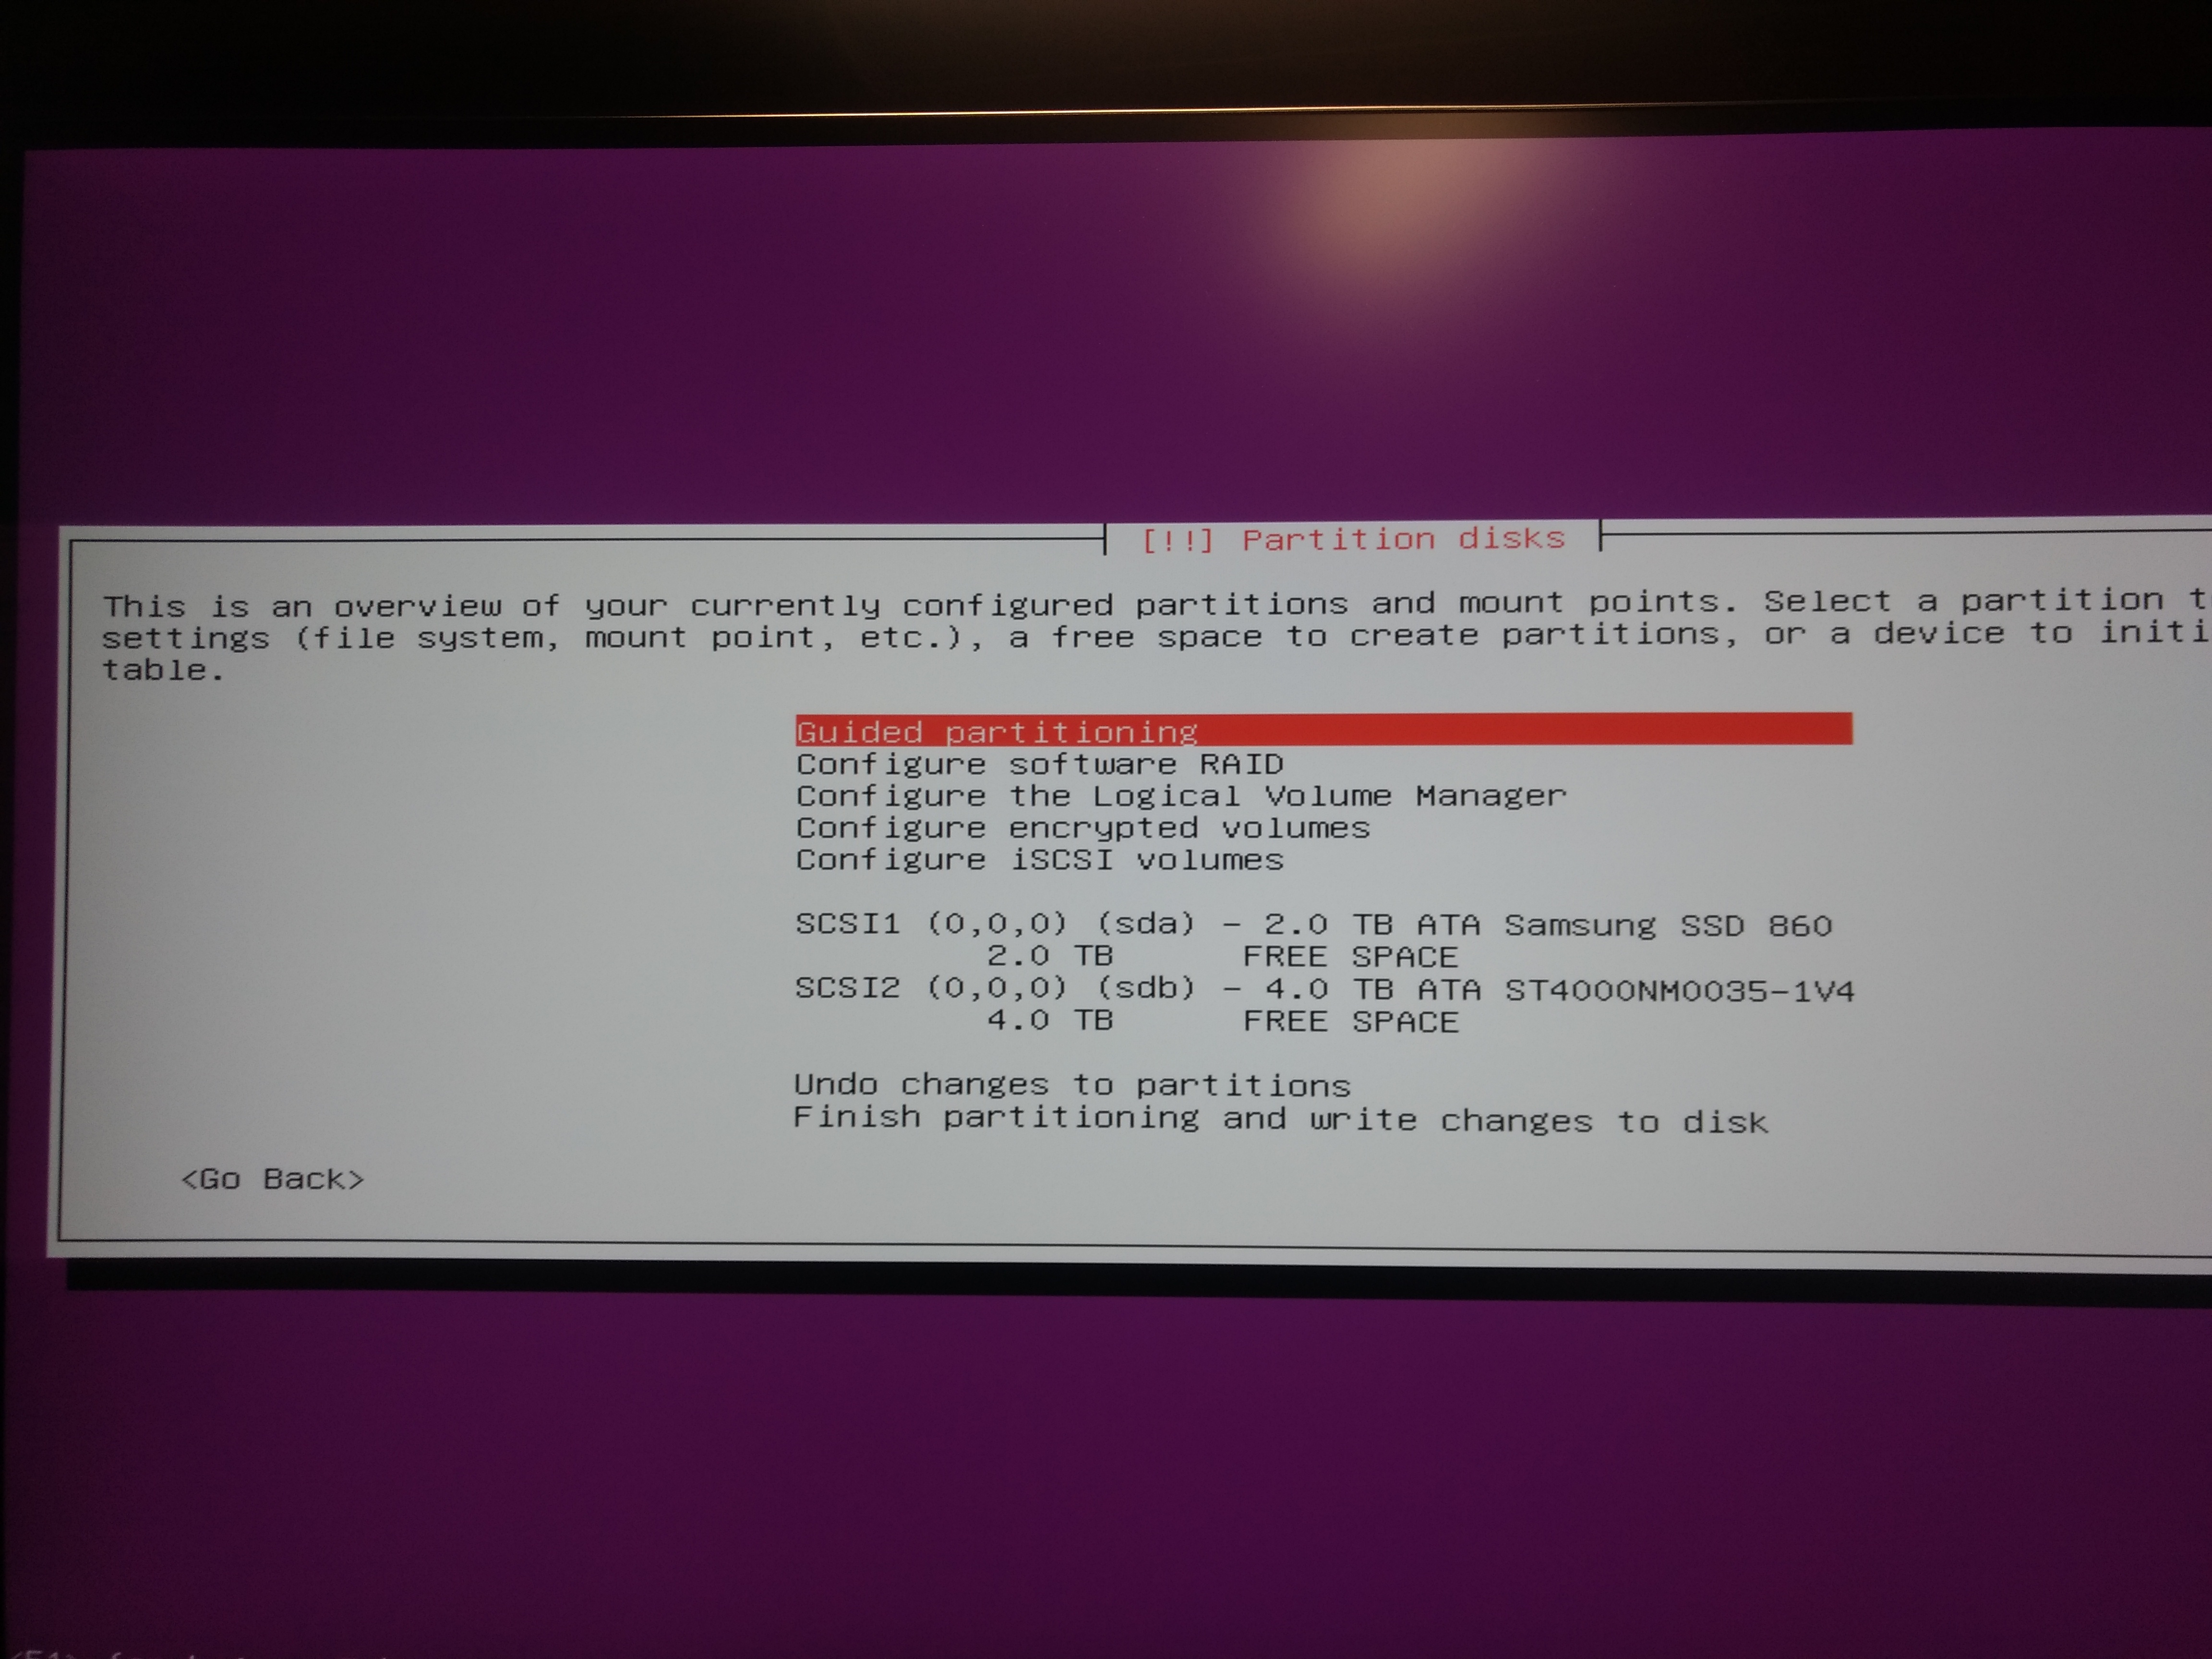 [!!] Partition disks
This is an overview of your currently configured partitions and mount points. Select a partition
settings (file system, mount point, etc.), a free space to create partitions, or a device to
table.
Guided partitioning
Configure software RAID
Configure the Logical Volume Manager
Configure encrypted volumes
Configure iSCSI volumes
SCSI1 (0,0,0) (sda) - 2.0 TB ATA Samsung SSD 860
2.0 TB FREE SPACE
SCSI2 (0,0,0) (sdb) - 4.0 TB ATA ST4000NM0035-1V4
4.0 TB FREE SPACE
Undo changes to partitions
Finish partitioning and write changes to disk
<Go Back>